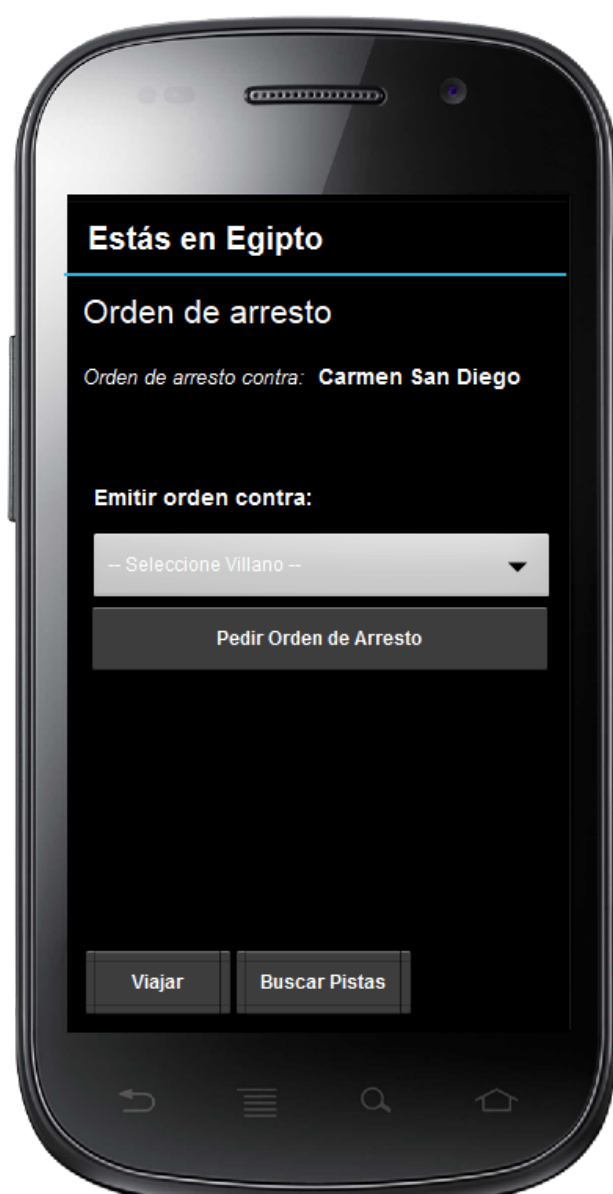 Estás en Egipto
Orden de arresto
Orden de arresto contra: Carmen San Diego
Emitir orden contra:
-- Seleccione Villano --
Pedir Orden de Arresto
Viajar Buscar Pistas